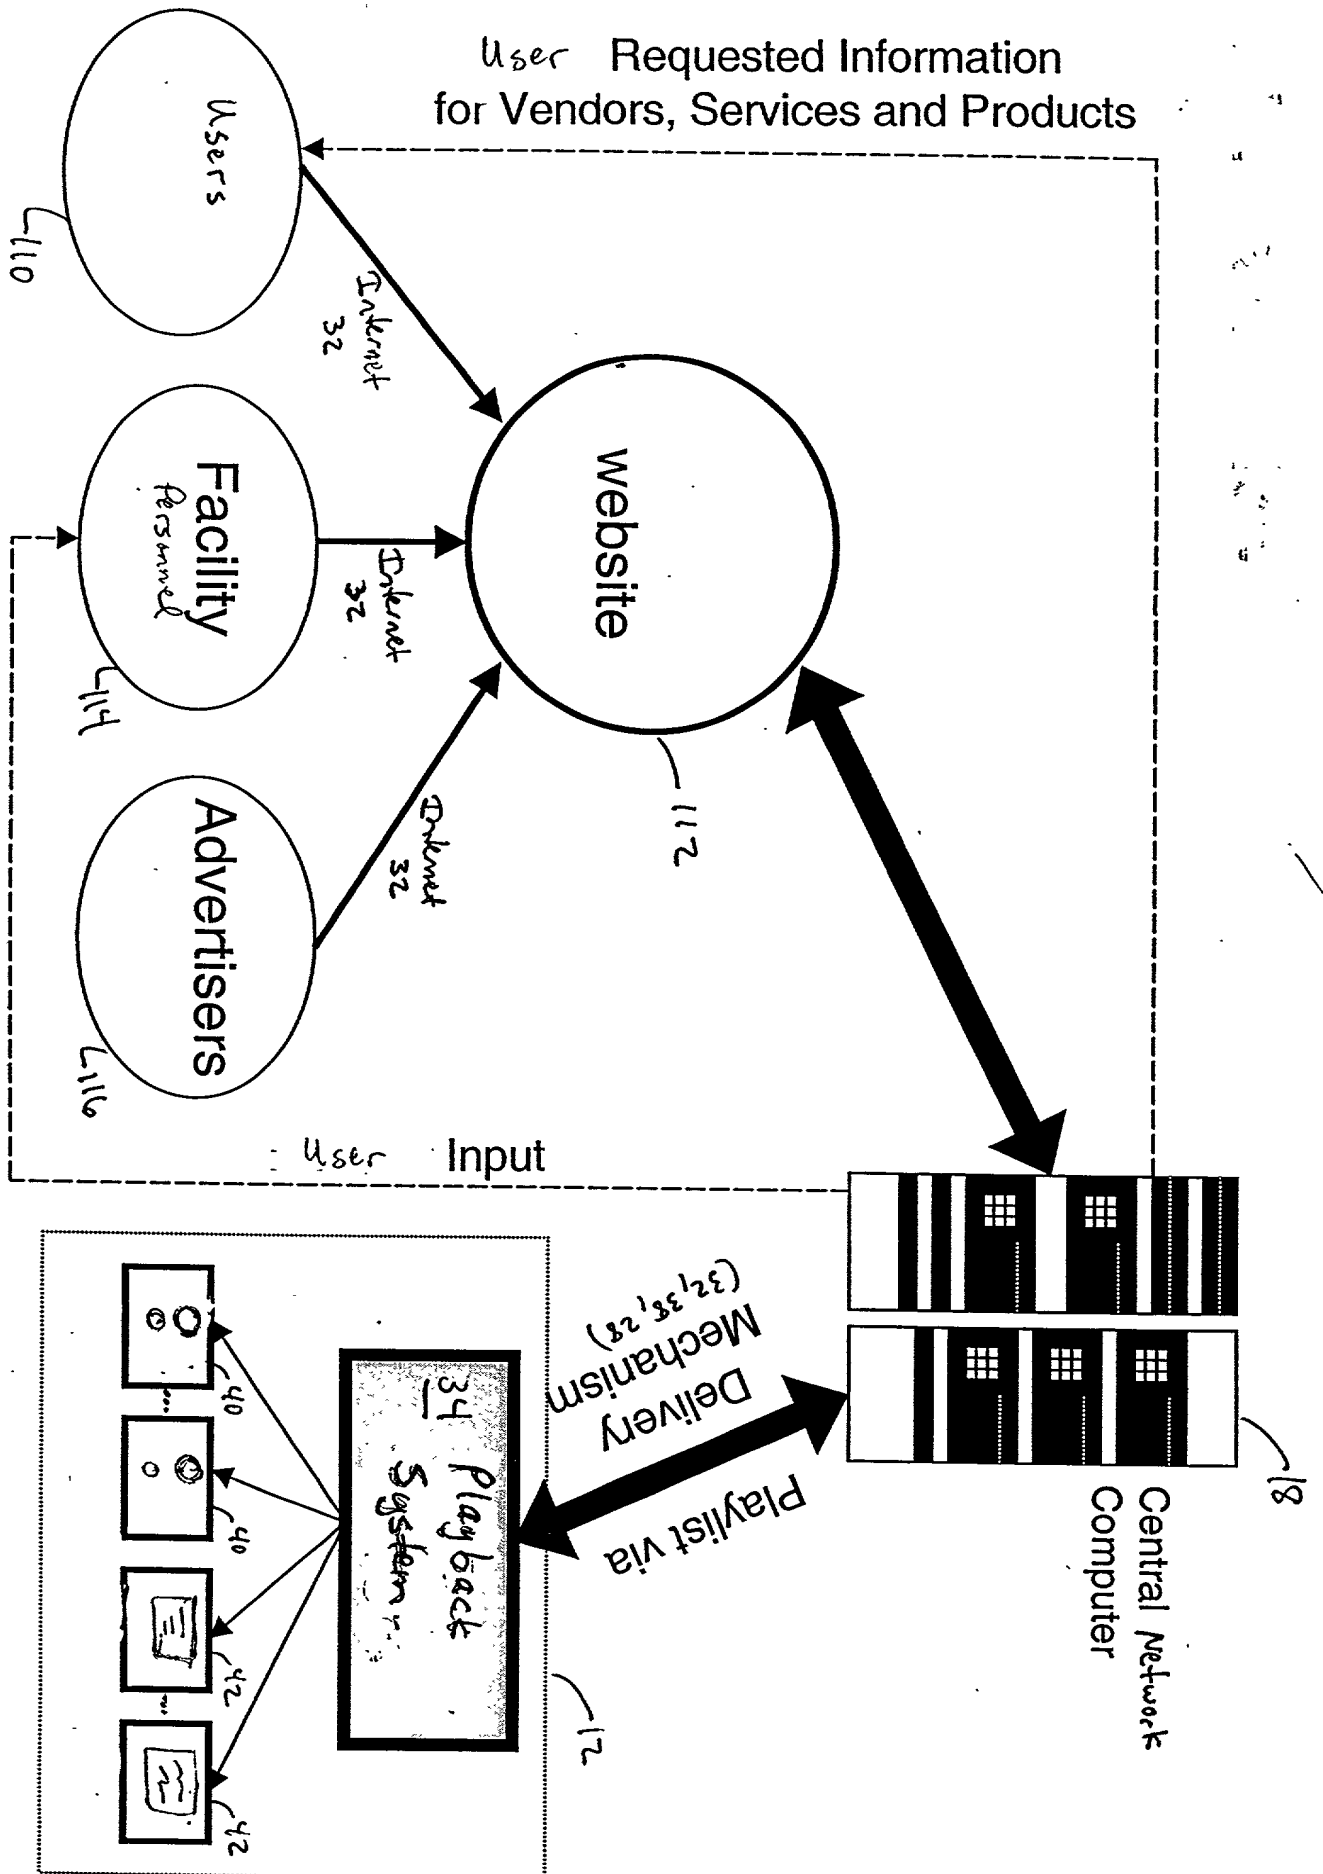 User Requested Information
for Vendors, Services and Products
Users
110
Internet
32
website
112
Facility
Personnel
114
Internet
32
Advertisers
116
Internet
32
User Input
18
Central Network
Computer
Playlist via
Delivery
Mechanism
(32, 38, 28)
34 Playback
System
12
40
40
42
42